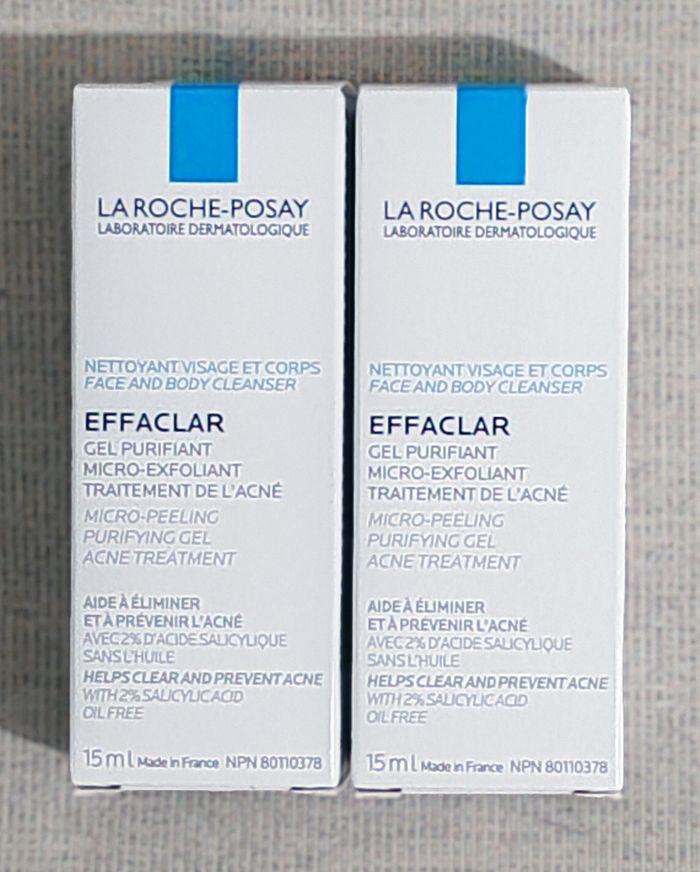 LA ROCHE-POSAY
LABORATOIRE DERMATOLOGIQUE
NETTOYANT VISAGE ET CORPS
FACE AND BODY CLEANSER
EFFACLAR
GEL PURIFIANT
MICRO-EXFOLIANT
TRAITEMENT DE L'ACNÉ
MICRO-PEELING
PURIFYING GEL
ACNE TREATMENT
AIDE À ÉLIMINER
ET À PRÉVENIR L'ACNÉ
AVEC 2% D'ACIDE SALICYLIQUE
SANS L'HUILE
HELPS CLEAR AND PREVENT ACNE
WITH 2% SALICYLIC ACID
OIL FREE
15 ml Made in France NPN 80110378
LA ROCHE-POSAY
LABORATOIRE DERMATOLOGIQUE
NETTOYANT VISAGE ET CORPS
FACE AND BODY CLEANSER
EFFACLAR
GEL PURIFIANT
MICRO-EXFOLIANT
TRAITEMENT DE L'ACNÉ
MICRO-PEELING
PURIFYING GEL
ACNE TREATMENT
AIDE À ÉLIMINER
ET À PRÉVENIR L'ACNÉ
AVEC 2% D'ACIDE SALICYLIQUE
SANS L'HUILE
HELPS CLEAR AND PREVENT ACNE
WITH 2% SALICYLIC ACID
OIL FREE
15 ml Made in France NPN 80110378